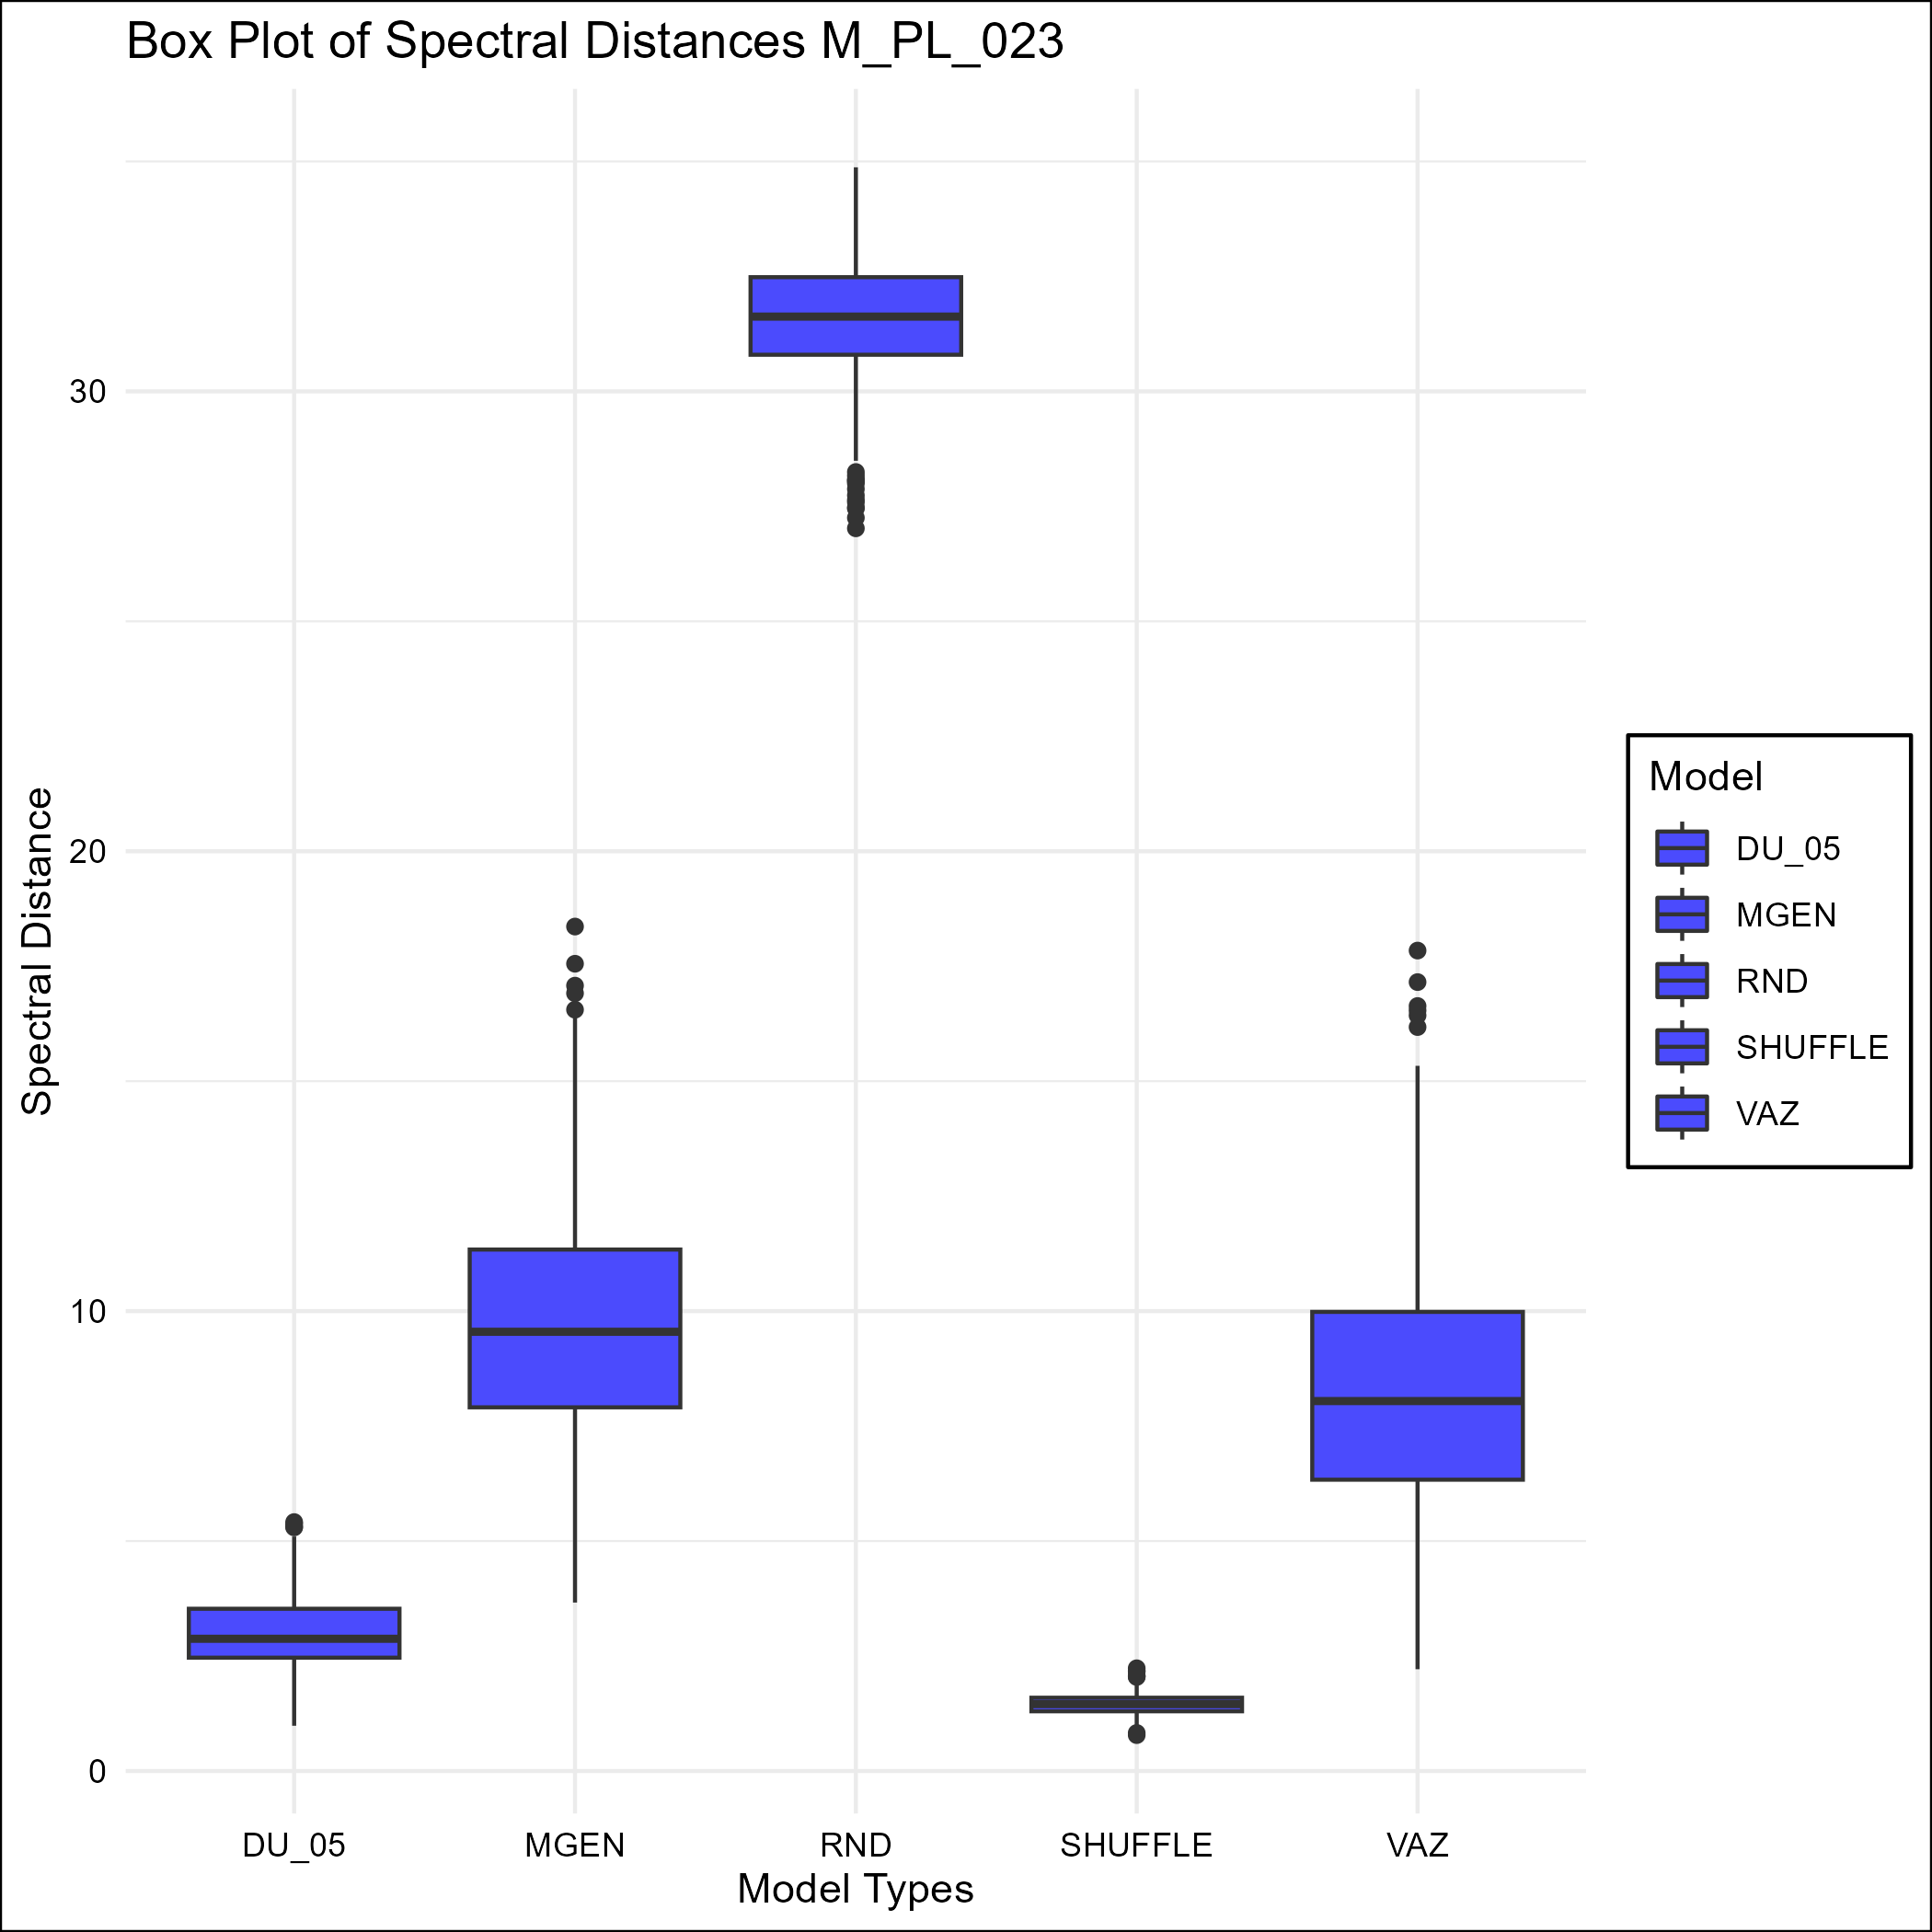 Box Plot of Spectral Distances M_PL_023
Spectral Distance
30
20
10
0
DU_05
MGEN
RND
SHUFFLE
VAZ
Model Types
Model
DU_05
MGEN
RND
SHUFFLE
VAZ